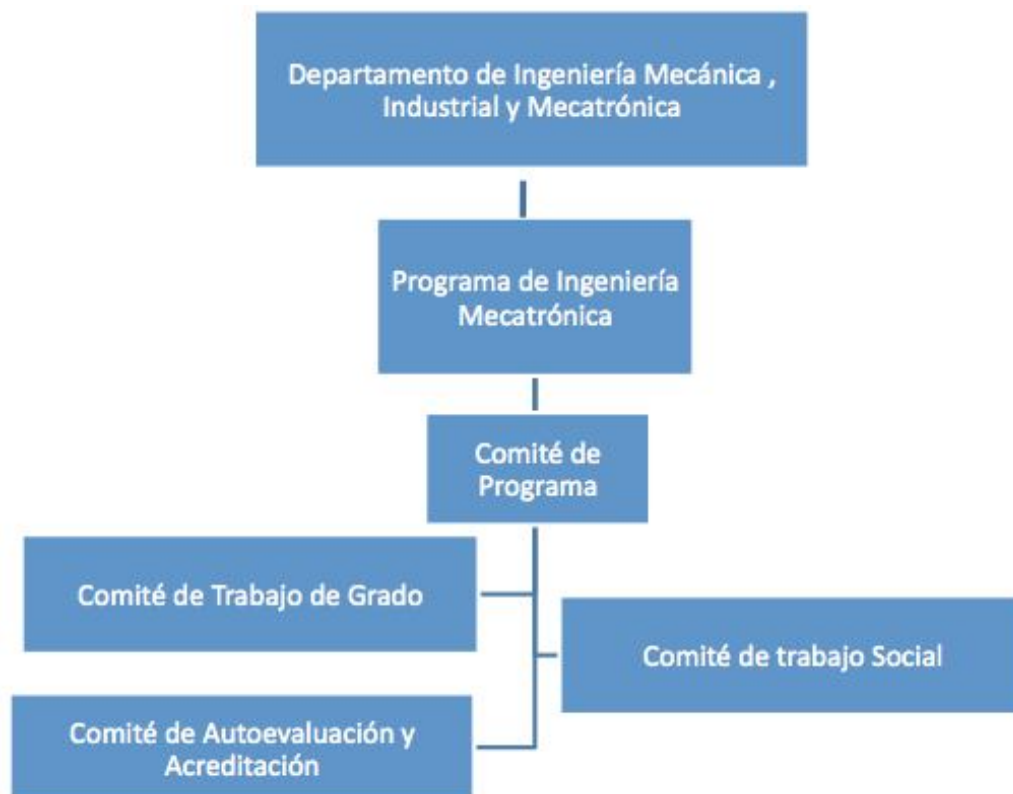 Departamento de Ingeniería Mecánica ,
Industrial y Mecatrónica
Programa de Ingeniería
Mecatrónica
Comité de
Programa
Comité de Trabajo de Grado
Comité de trabajo Social
Comité de Autoevaluación y
Acreditación